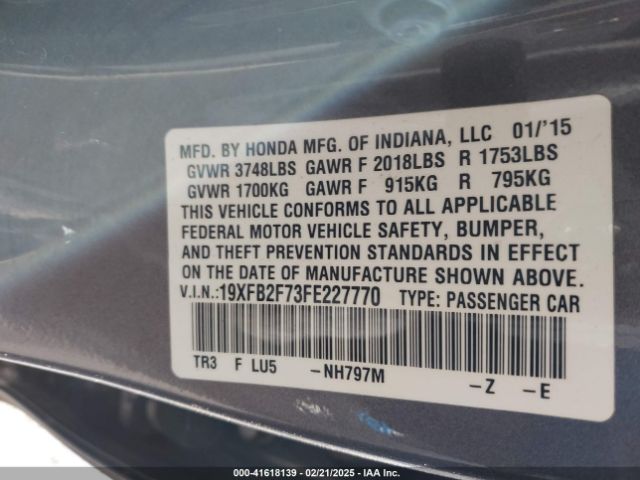 MFD. BY HONDA MFG. OF INDIANA, LLC 01/'15
GVWR 3748LBS GAWR F 2018LBS R 1753LBS
GVWR 1700KG GAWR F 915KG R 795KG
THIS VEHICLE CONFORMS TO ALL APPLICABLE
FEDERAL MOTOR VEHICLE SAFETY, BUMPER,
AND THEFT PREVENTION STANDARDS IN EFFECT
ON THE DATE OF MANUFACTURE SHOWN ABOVE.
V.I.N.:19XFB2F73FE227770 TYPE: PASSENGER CAR
TR3 F LU5 -NH797M -Z -E
000-41618139 - 02/21/2025 - IAA Inc.